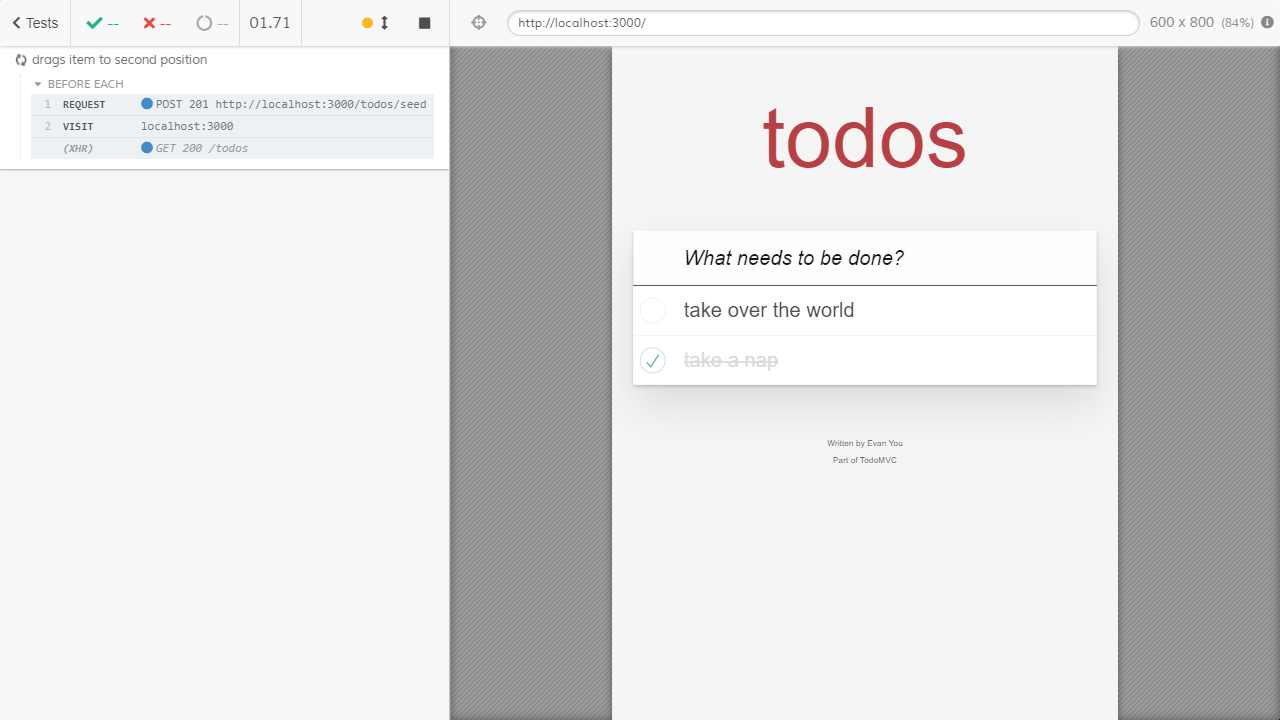 Tests -- -- -- 01.71 http://localhost:3000/ 600 x 800 (84%)
drags item to second position
BEFORE EACH
1 REQUEST POST 201 http://localhost:3000/todos/seed
2 VISIT localhost:3000
(XHR) GET 200 /todos
todos
What needs to be done?
take over the world
take a nap
Written by Evan You
Part of TodoMVC